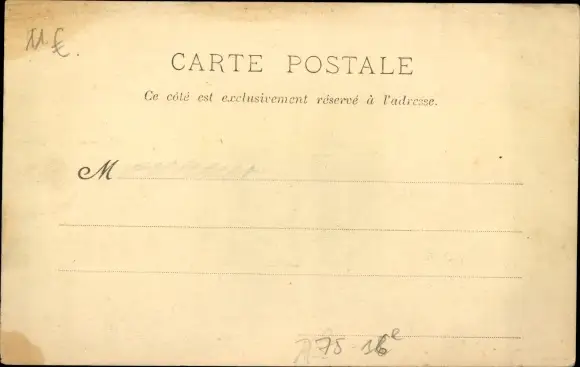 11 €.
CARTE POSTALE
Ce côté est exclusivement réservé à l'adresse.
M
75-16e